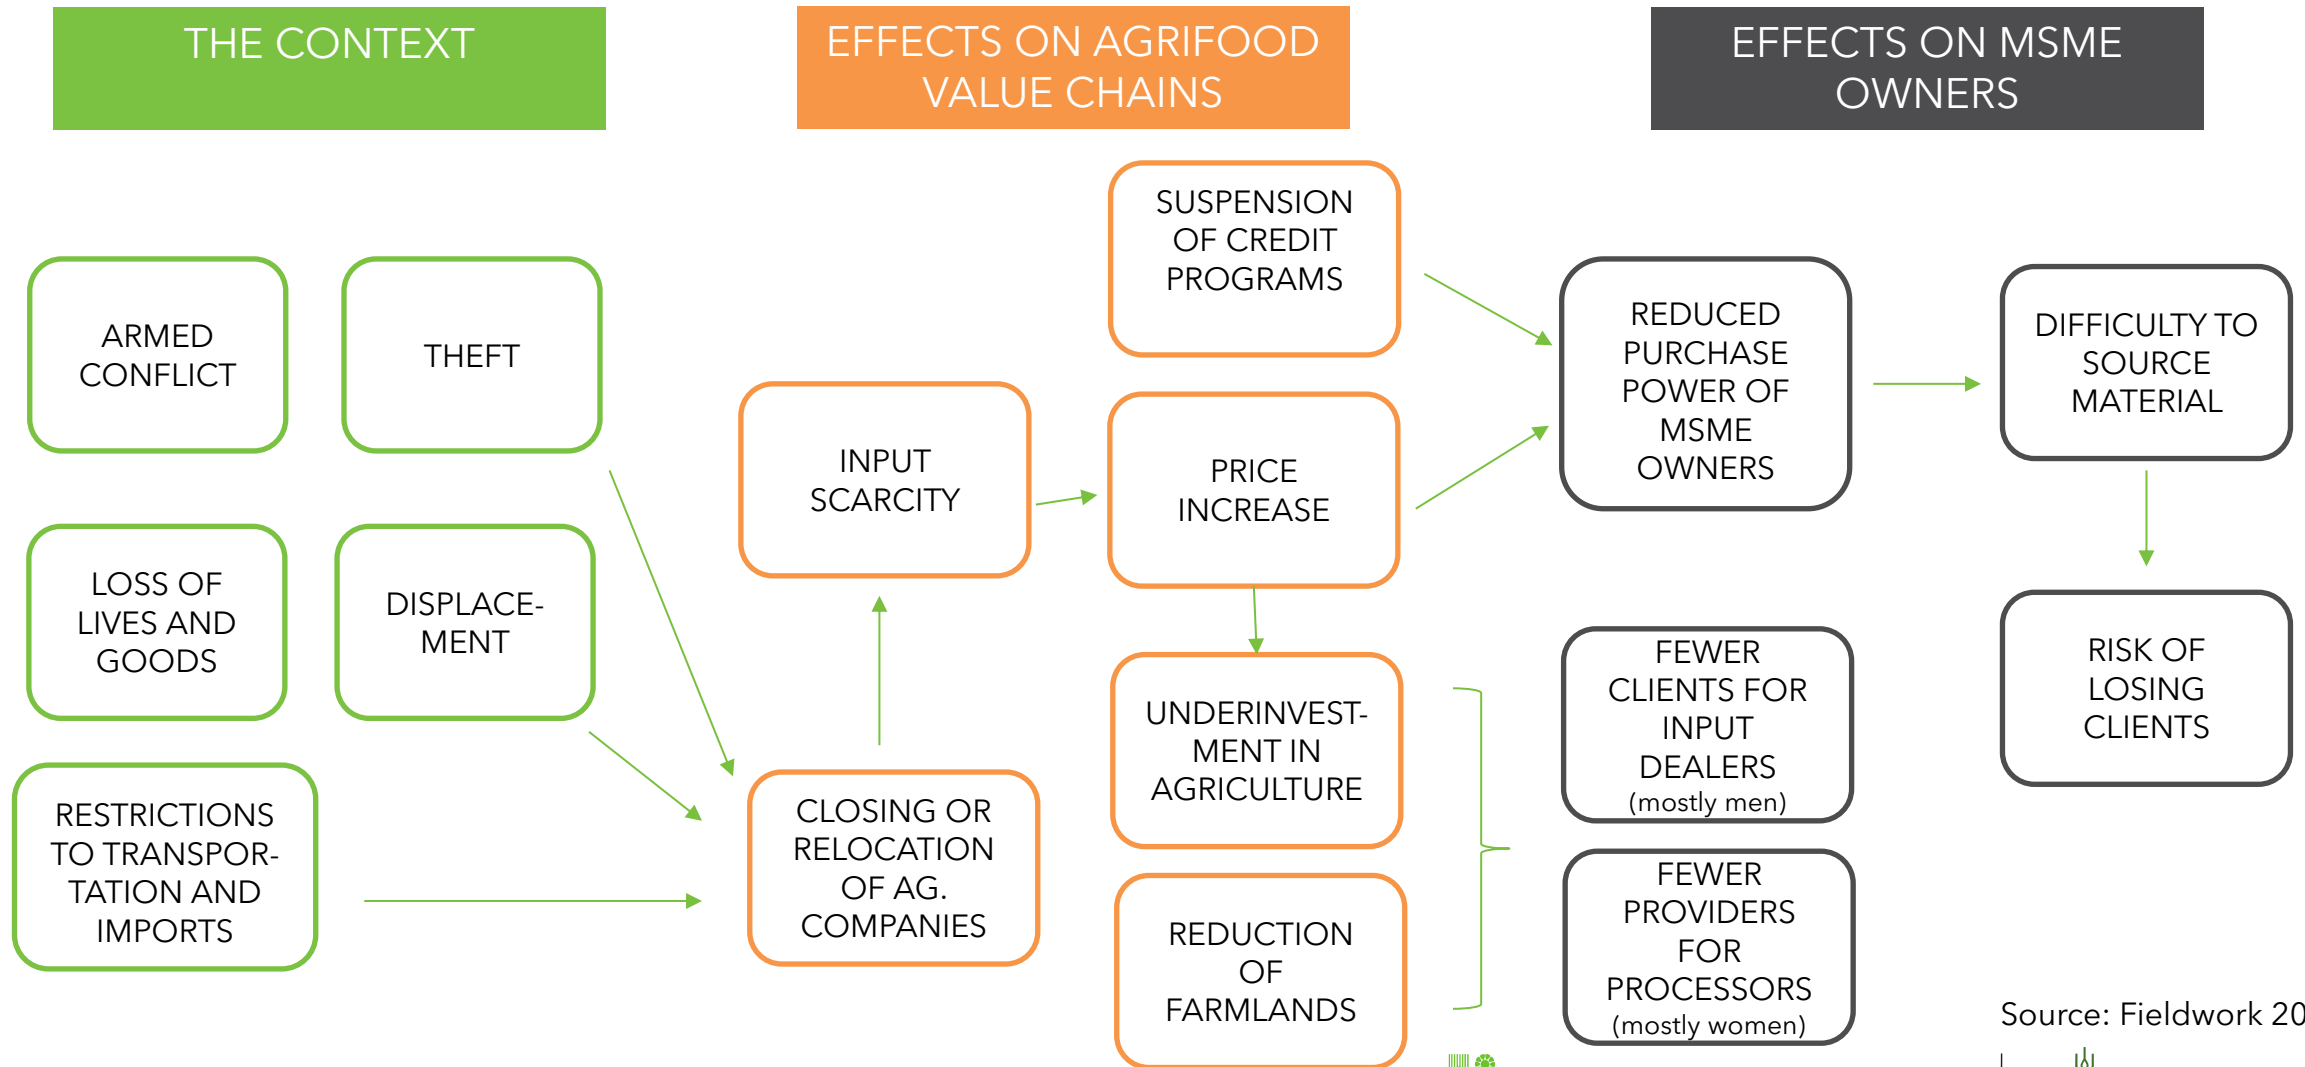 THE CONTEXT
EFFECTS ON AGRIFOOD
VALUE CHAINS
EFFECTS ON MSME
OWNERS
ARMED
CONFLICT
THEFT
LOSS OF
LIVES AND
GOODS
DISPLACE-
MENT
RESTRICTIONS
TO TRANSPOR-
TATION AND
IMPORTS
INPUT
SCARCITY
CLOSING OR
RELOCATION
OF AG.
COMPANIES
SUSPENSION
OF CREDIT
PROGRAMS
PRICE
INCREASE
UNDERINVEST-
MENT IN
AGRICULTURE
REDUCTION
OF
FARMLANDS
REDUCED
PURCHASE
POWER OF
MSME
OWNERS
FEWER
CLIENTS FOR
INPUT
DEALERS
(mostly men)
FEWER
PROVIDERS
FOR
PROCESSORS
(mostly women)
DIFFICULTY TO
SOURCE
MATERIAL
RISK OF
LOSING
CLIENTS
Source: Fieldwork 20